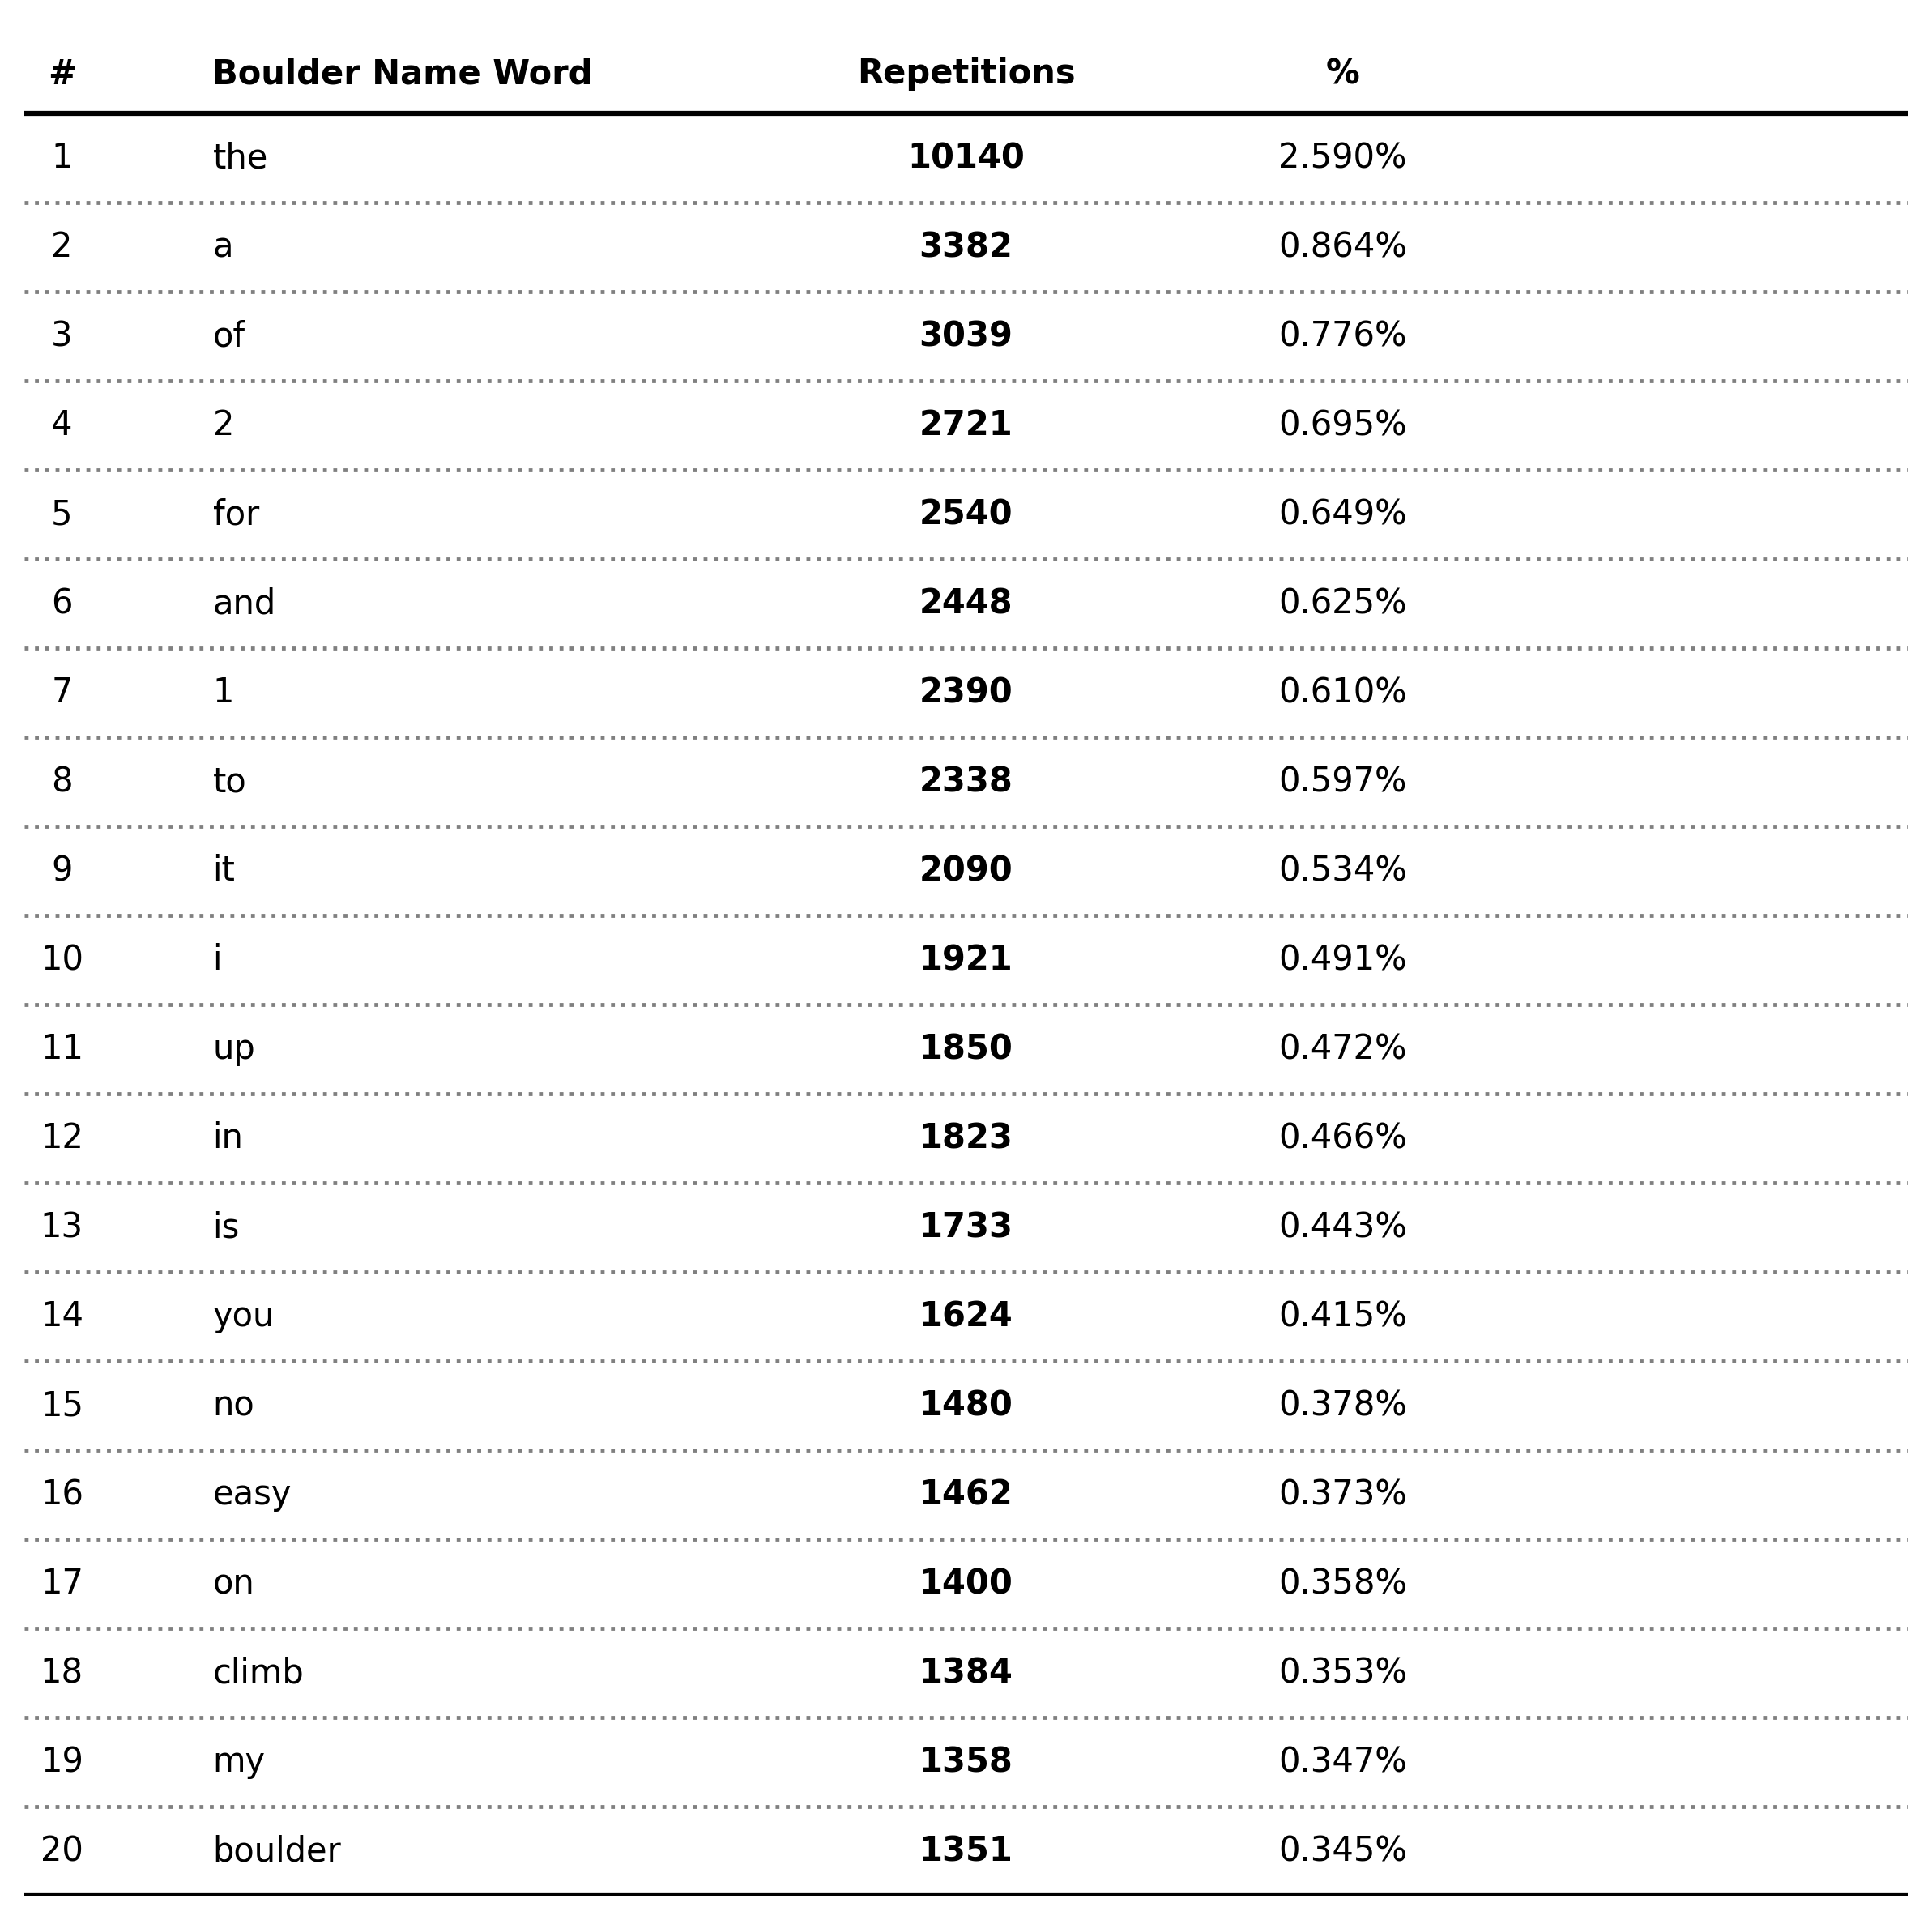 # Boulder Name Word Repetitions %
1 the 10140 2.590%
2 a 3382 0.864%
3 of 3039 0.776%
4 2 2721 0.695%
5 for 2540 0.649%
6 and 2448 0.625%
7 1 2390 0.610%
8 to 2338 0.597%
9 it 2090 0.534%
10 i 1921 0.491%
11 up 1850 0.472%
12 in 1823 0.466%
13 is 1733 0.443%
14 you 1624 0.415%
15 no 1480 0.378%
16 easy 1462 0.373%
17 on 1400 0.358%
18 climb 1384 0.353%
19 my 1358 0.347%
20 boulder 1351 0.345%